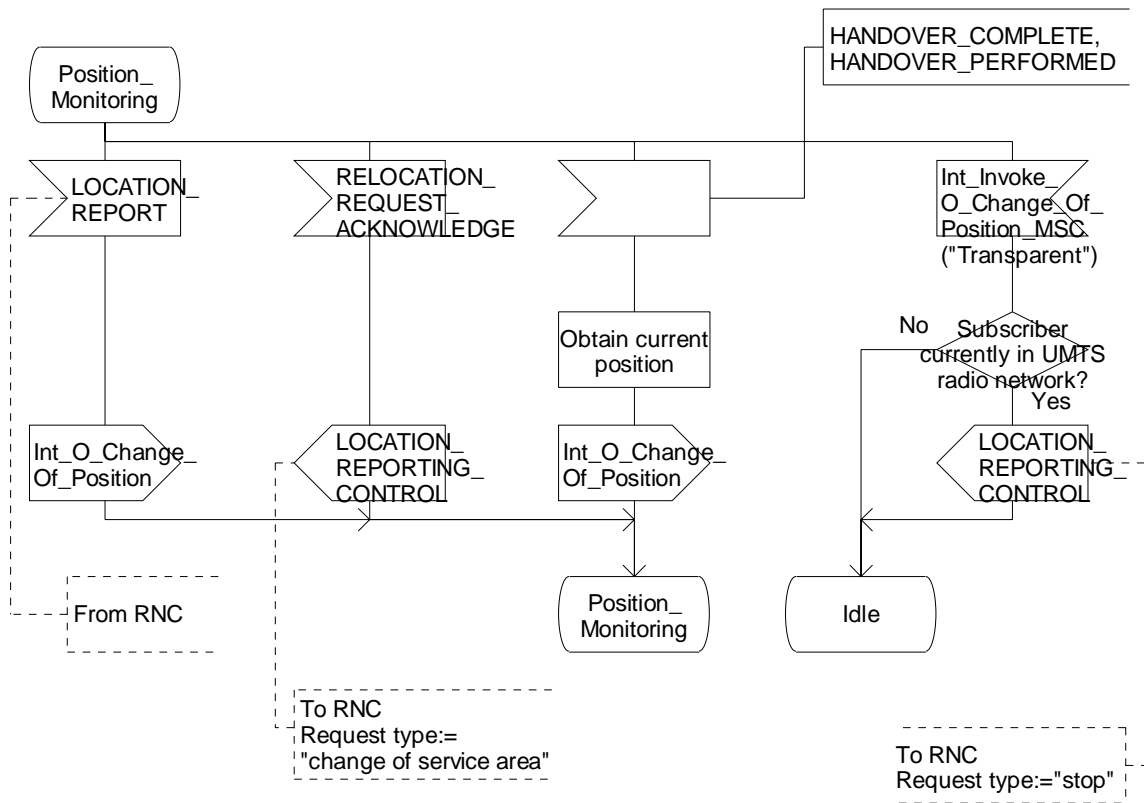 HANDOVER_COMPLETE,
HANDOVER_PERFORMED
Position_
Monitoring
LOCATION_
REPORT
RELOCATION_
REQUEST_
ACKNOWLEDGE
Int_Invoke_
O_Change_Of_
Position_MSC
("Transparent")
Obtain current
position
No
Subscriber
currently in UMTS
radio network?
Yes
Int_O_Change_
Of_Position
LOCATION_
REPORTING_
CONTROL
Int_O_Change_
Of_Position
LOCATION_
REPORTING_
CONTROL
From RNC
Position_
Monitoring
Idle
To RNC
Request type:=
"change of service area"
To RNC
Request type:="stop"